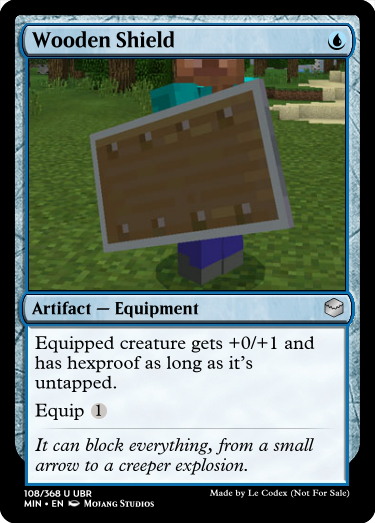 Wooden Shield
Artifact — Equipment
Equipped creature gets +0/+1 and
has hexproof as long as it's
untapped.
Equip 1
It can block everything, from a small
arrow to a creeper explosion.
108/368 U UBR
Made by Le Codex (Not For Sale)
MIN • EN Mojang Studios